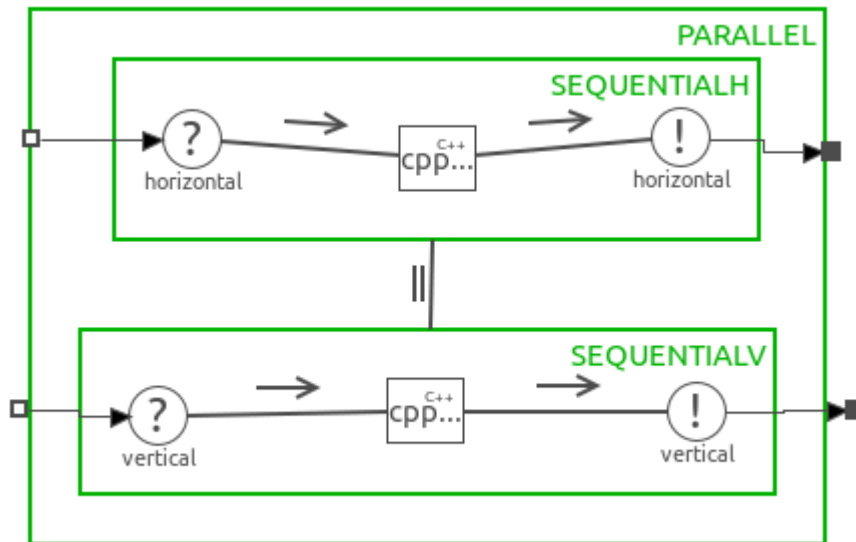 PARALLEL
SEQUENTIALH
?
C++
cpp...
!
horizontal
horizontal
||
SEQUENTIALV
?
C++
cpp...
!
vertical
vertical